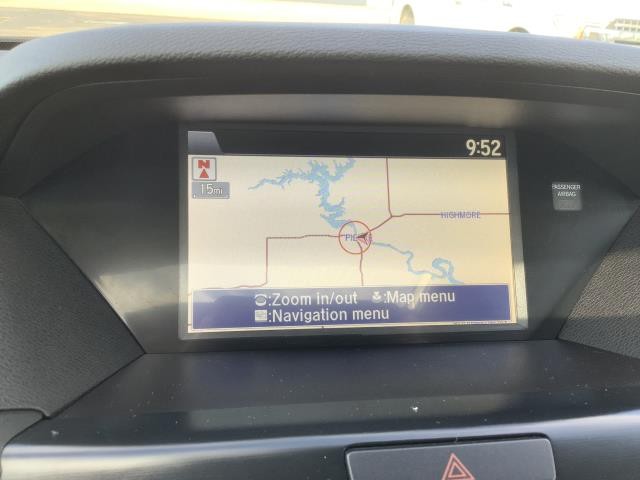 9:52
N
15mi
HIGHMORE
PASSENGER
AIRBAG
:Zoom in/out :Map menu
:Navigation menu